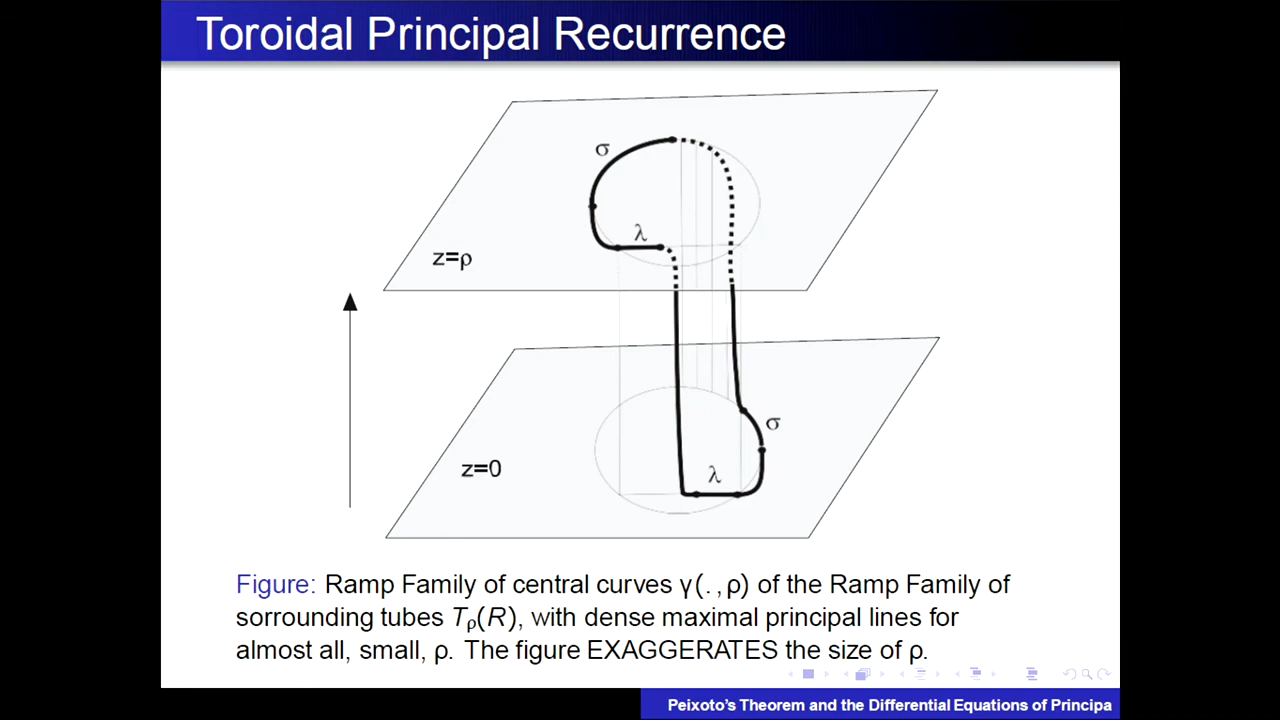 Toroidal Principal Recurrence
σ
λ
z=ρ
σ
λ
z=0
Figure: Ramp Family of central curves γ(. , ρ) of the Ramp Family of
sorrounding tubes Tρ(R), with dense maximal principal lines for
almost all, small, ρ. The figure EXAGGERATES the size of ρ.
Peixoto's Theorem and the Differential Equations of Principa